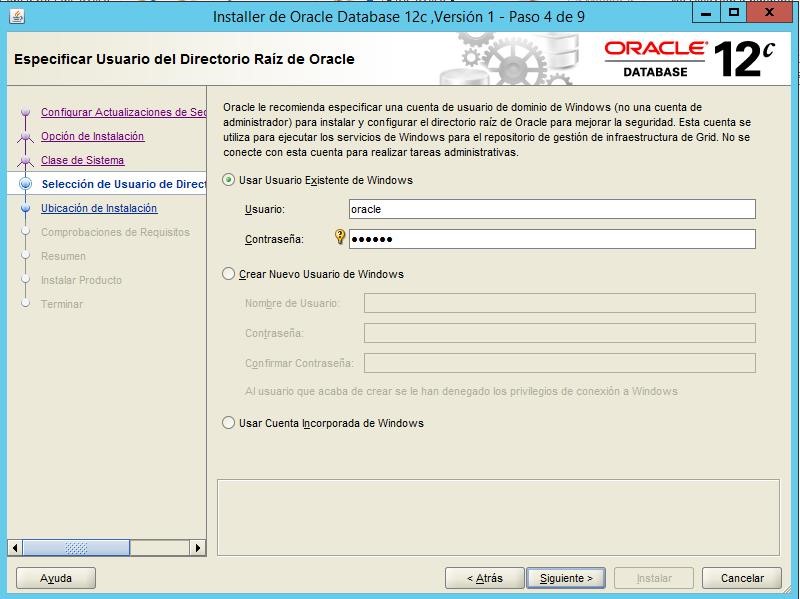 Installer de Oracle Database 12c ,Versión 1 - Paso 4 de 9
Especificar Usuario del Directorio Raíz de Oracle
ORACLE
DATABASE
12c
Configurar Actualizaciones de Sec
Opción de Instalación
Clase de Sistema
Selección de Usuario de Direct
Ubicación de Instalación
Comprobaciones de Requisitos
Resumen
Instalar Producto
Terminar
Oracle le recomienda especificar una cuenta de usuario de dominio de Windows (no una cuenta de
administrador) para instalar y configurar el directorio raíz de Oracle para mejorar la seguridad. Esta cuenta se
utiliza para ejecutar los servicios de Windows para el repositorio de gestión de infraestructura de Grid. No se
conecte con esta cuenta para realizar tareas administrativas.
Usar Usuario Existente de Windows
Usuario: oracle
Contraseña: ●●●●●●
Crear Nuevo Usuario de Windows
Nombre de Usuario:
Contraseña:
Confirmar Contraseña:
Al usuario que acaba de crear se le han denegado los privilegios de conexión a Windows
Usar Cuenta Incorporada de Windows
Ayuda
< Atrás
Siguiente >
Instalar
Cancelar